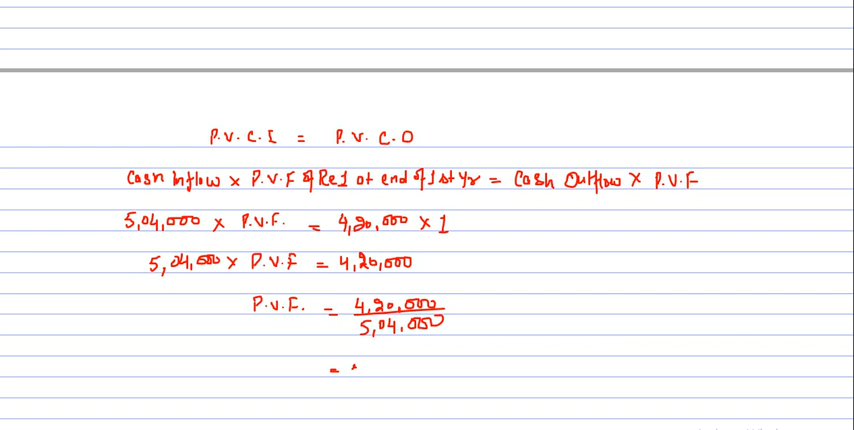 P.V.C.I = P.V.C.O
Cash Inflow × P.V.F of Re1 at end of 1st Yr = Cash Outflow × P.V.F
5,04,000 × P.V.F. = 4,20,000 × 1
5,04,000 × P.V.F = 4,20,000
P.V.F. = 4,20,000
5,04,000
=